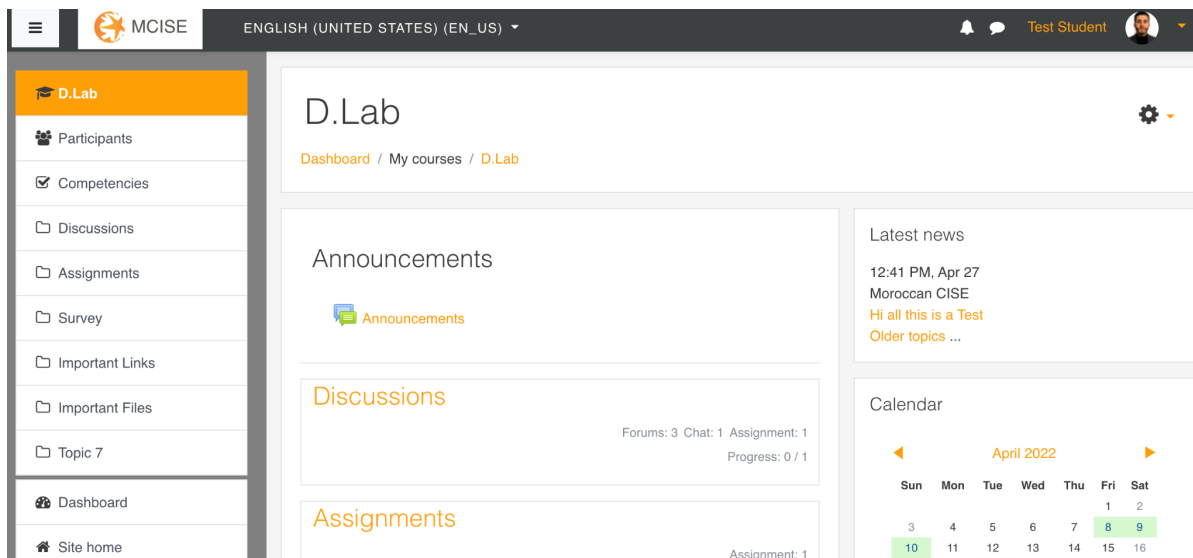 MCISE
ENGLISH (UNITED STATES) (EN_US)
Test Student
D.Lab
Participants
Competencies
Discussions
Assignments
Survey
Important Links
Important Files
Topic 7
Dashboard
Site home
D.Lab
Dashboard / My courses / D.Lab
Announcements
Announcements
Discussions
Forums: 3 Chat: 1 Assignment: 1
Progress: 0 / 1
Assignments
Assignment: 1
Latest news
12:41 PM, Apr 27
Moroccan CISE
Hi all this is a Test
Older topics ...
Calendar
April 2022
Sun Mon Tue Wed Thu Fri Sat
1 2
3 4 5 6 7 8 9
10 11 12 13 14 15 16